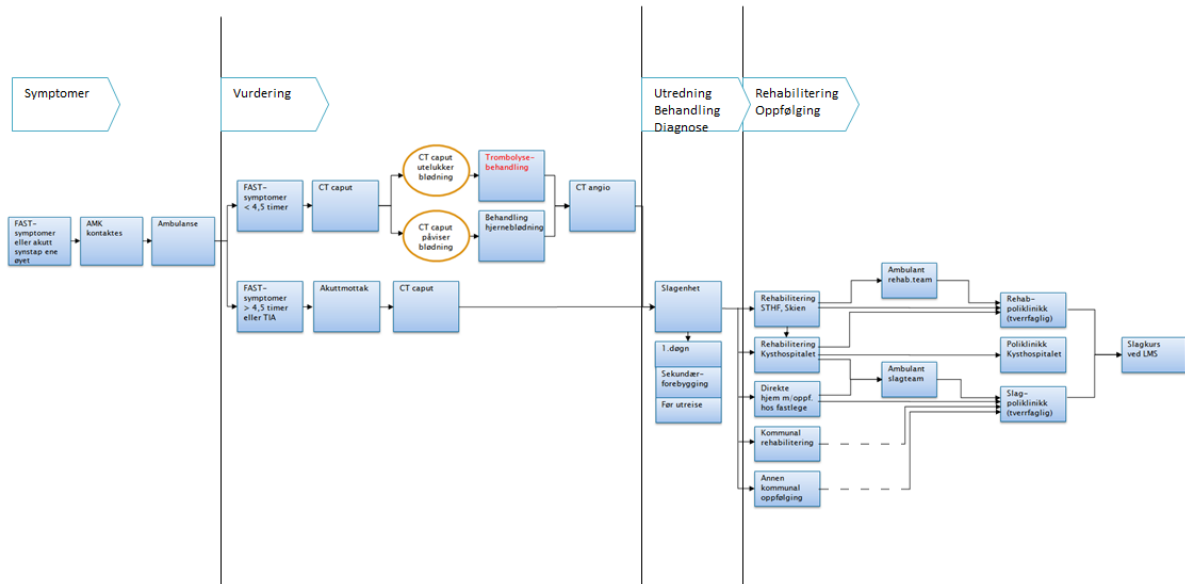 Symptomer
Vurdering
Utredning
Behandling
Diagnose
Rehabilitering
Oppfølging
FAST-
symptomer
eller akutt
synstap ene
øyet
AMK
kontaktes
Ambulanse
FAST-
symptomer
< 4,5 timer
CT caput
CT caput
utelukker
blødning
Trombolyse-
behandling
CT caput
påviser
blødning
Behandling
hjerneblødning
CT angio
FAST-
symptomer
> 4,5 timer
eller TIA
Akuttmottak
CT caput
Slagenhet
1.døgn
Sekundær-
forebygging
Før utreise
Rehabilitering
STHF, Skien
Rehabilitering
Kysthospitalet
Direkte
hjem m/oppf.
hos fastlege
Kommunal
rehabilitering
Annen
kommunal
oppfølging
Ambulant
rehab.team
Ambulant
slagteam
Rehab-
poliklinikk
(tverrfaglig)
Poliklinikk
Kysthospitalet
Slag-
poliklinikk
(tverrfaglig)
Slagkurs
ved LMS